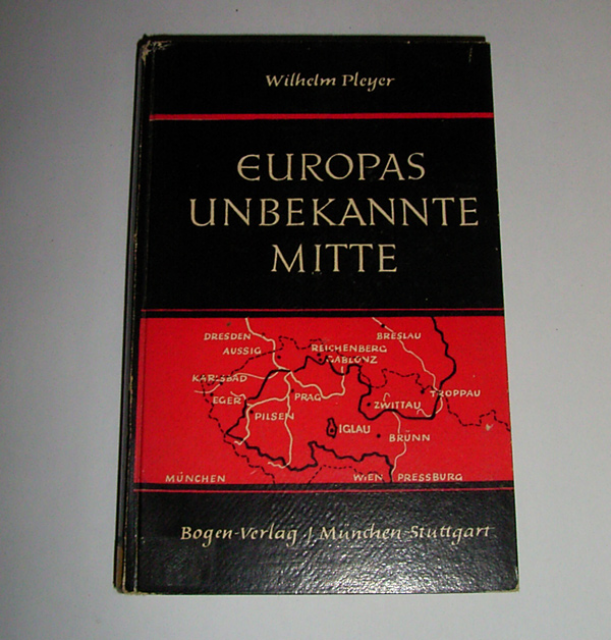 Wilhelm Pleyer
EUROPAS
UNBEKANNTE
MITTE
DRESDEN
BRESLAU
AUSSIG
REICHENBERG
GABLONZ
KARLSBAD
EGER
PRAG
ZWITTAU
TROPPAU
PILSEN
IGLAU
BRÜNN
MÜNCHEN
WIEN
PRESSBURG
Bogen-Verlag / München-Stuttgart